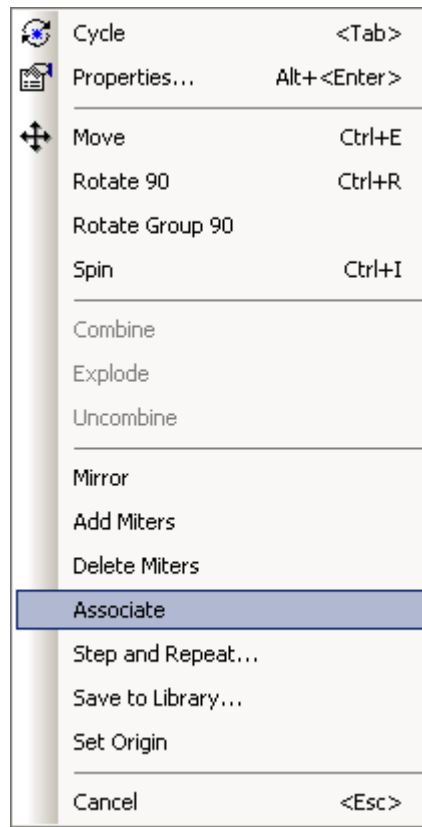 Cycle <Tab>
Properties... Alt+<Enter>
Move Ctrl+E
Rotate 90 Ctrl+R
Rotate Group 90
Spin Ctrl+I
Combine
Explode
Uncombine
Mirror
Add Miters
Delete Miters
Associate
Step and Repeat...
Save to Library...
Set Origin
Cancel <Esc>